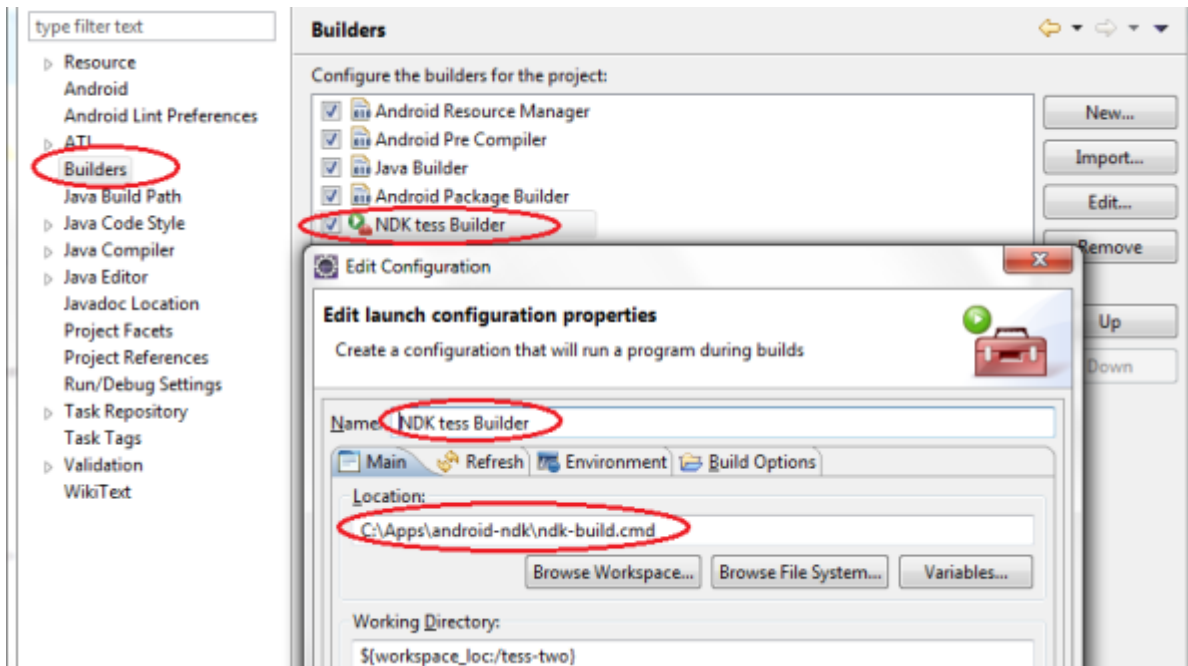 type filter text
Resource
Android
Android Lint Preferences
ATL
Builders
Java Build Path
Java Code Style
Java Compiler
Java Editor
Javadoc Location
Project Facets
Project References
Run/Debug Settings
Task Repository
Task Tags
Validation
WikiText
Builders
Configure the builders for the project:
Android Resource Manager
Android Pre Compiler
Java Builder
Android Package Builder
NDK tess Builder
New...
Import...
Edit...
Remove
Up
Down
Edit Configuration
Edit launch configuration properties
Create a configuration that will run a program during builds
Name: NDK tess Builder
Main Refresh Environment Build Options
Location:
C:\Apps\android-ndk\ndk-build.cmd
Browse Workspace... Browse File System... Variables...
Working Directory:
${workspace_loc:/tess-two}